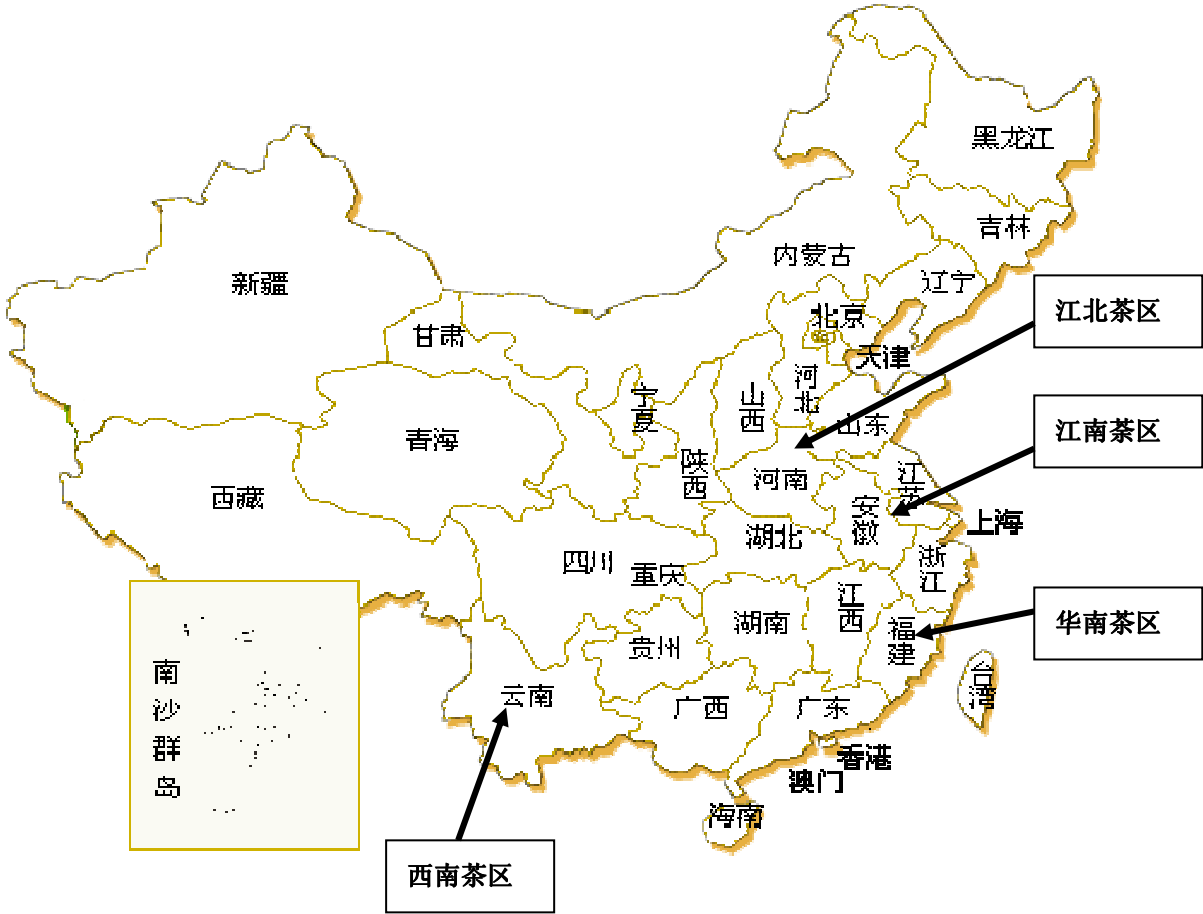 黑龙江
吉林
内蒙古
辽宁
新疆
北京
江北茶区
甘肃
天津
河北
宁夏
山西
山东
江南茶区
青海
陕西
河南
江苏
西藏
安徽
上海
湖北
四川
重庆
浙江
江西
湖南
福建
华南茶区
贵州
台湾
云南
广西
广东
南沙群岛
香港
澳门
海南
西南茶区